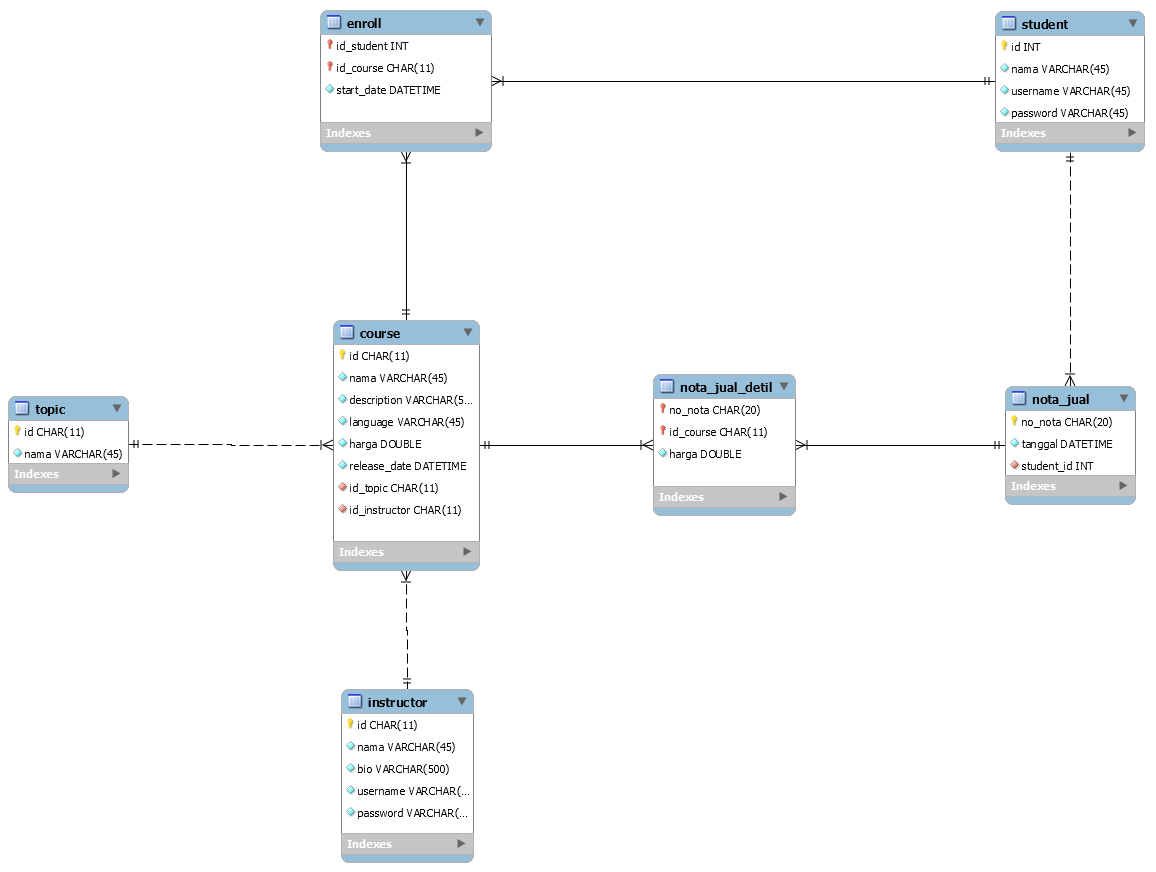 enroll
id_student INT
id_course CHAR(11)
start_date DATETIME
Indexes
student
id INT
nama VARCHAR(45)
username VARCHAR(45)
password VARCHAR(45)
Indexes
course
id CHAR(11)
nama VARCHAR(45)
description VARCHAR(5...
language VARCHAR(45)
harga DOUBLE
release_date DATETIME
id_topic CHAR(11)
id_instructor CHAR(11)
Indexes
topic
id CHAR(11)
nama VARCHAR(45)
Indexes
nota_jual_detil
no_nota CHAR(20)
id_course CHAR(11)
harga DOUBLE
Indexes
nota_jual
no_nota CHAR(20)
tanggal DATETIME
student_id INT
Indexes
instructor
id CHAR(11)
nama VARCHAR(45)
bio VARCHAR(500)
username VARCHAR(...
password VARCHAR(...
Indexes